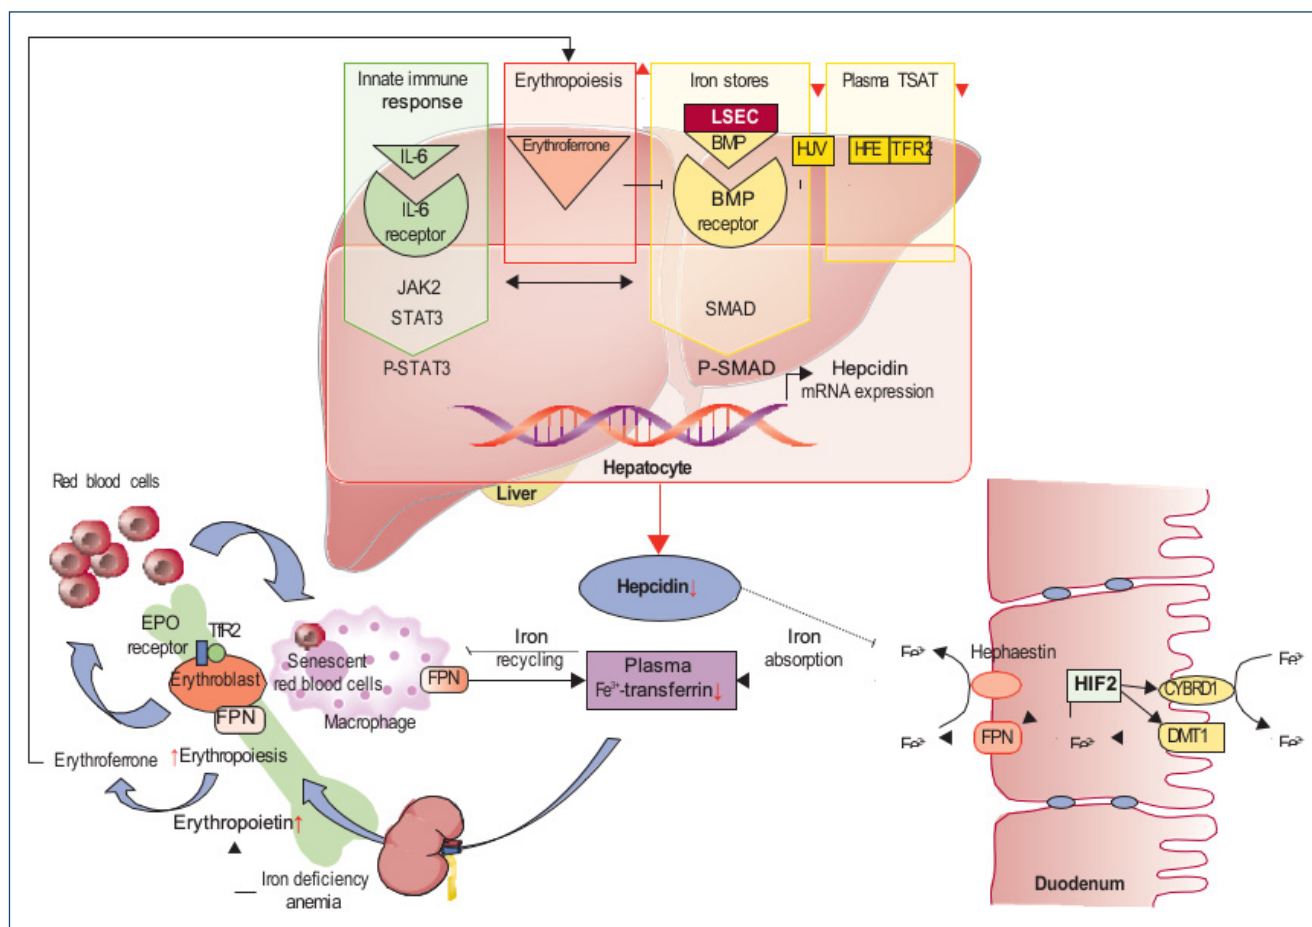 Innate immune
response
Erythropoiesis
Iron stores
Plasma TSAT
LSEC
IL-6
Erythroferrone
BMP
HJV
HFE
TFR2
IL-6
receptor
BMP
receptor
JAK2
STAT3
SMAD
P-STAT3
P-SMAD
Hepcidin
mRNA expression
Hepatocyte
Liver
Red blood cells
Hepcidin↓
EPO
receptor
TfR2
Erythroblast
FPN
Senescent
red blood cells
Macrophage
FPN
Iron
recycling
Plasma
Fe³⁺-transferrin↓
Iron
absorption
Hephaestin
HIF2
CYBRD1
FPN
DMT1
Erythroferrone
↑Erythropoiesis
Erythropoietin↑
Iron deficiency
anemia
Duodenum